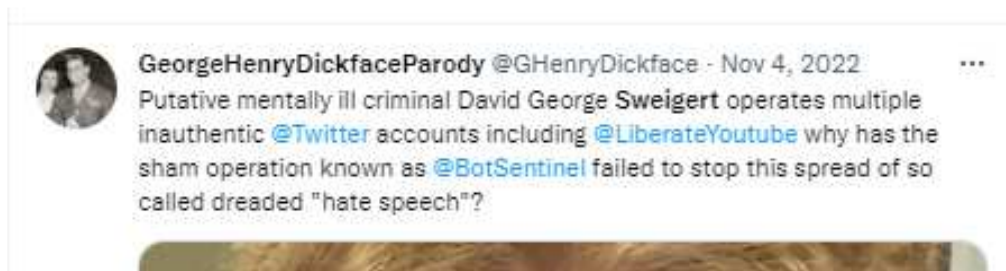 GeorgeHenryDickfaceParody @GHenryDickface · Nov 4, 2022 ···
Putative mentally ill criminal David George Sweigert operates multiple
inauthentic @Twitter accounts including @LiberateYoutube why has the
sham operation known as @BotSentinel failed to stop this spread of so
called dreaded "hate speech"?